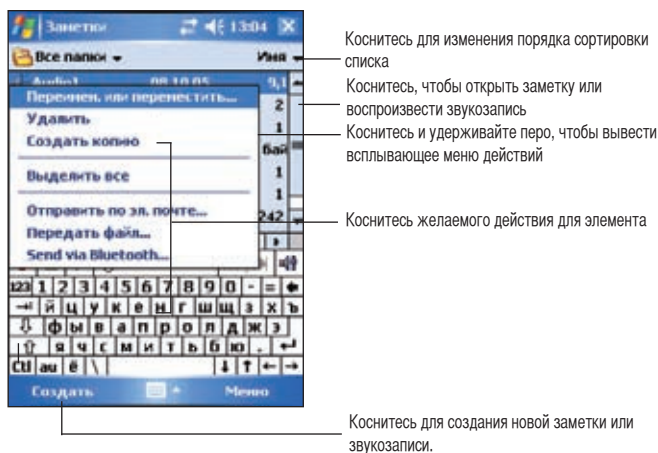 Заметки 13:04
Все папки Имя
Audio1 08.10.05 9,1
Переимен. или переместить...
2
Удалить
1
Создать копию
бай
Выделить все
1
1
Отправить по эл. почте...
242
Передать файл...
Send via Bluetooth...
123 1 2 3 4 5 6 7 8 9 0 - =
й ц у к е н г ш щ з х ъ
ф ы в а п р о л д ж э
я ч с м и т ь б ю .
Ctl аü ё \
Создать Меню
Коснитесь для изменения порядка сортировки
списка
Коснитесь, чтобы открыть заметку или
воспроизвести звукозапись
Коснитесь и удерживайте перо, чтобы вывести
всплывающее меню действий
Коснитесь желаемого действия для элемента
Коснитесь для создания новой заметки или
звукозаписи.